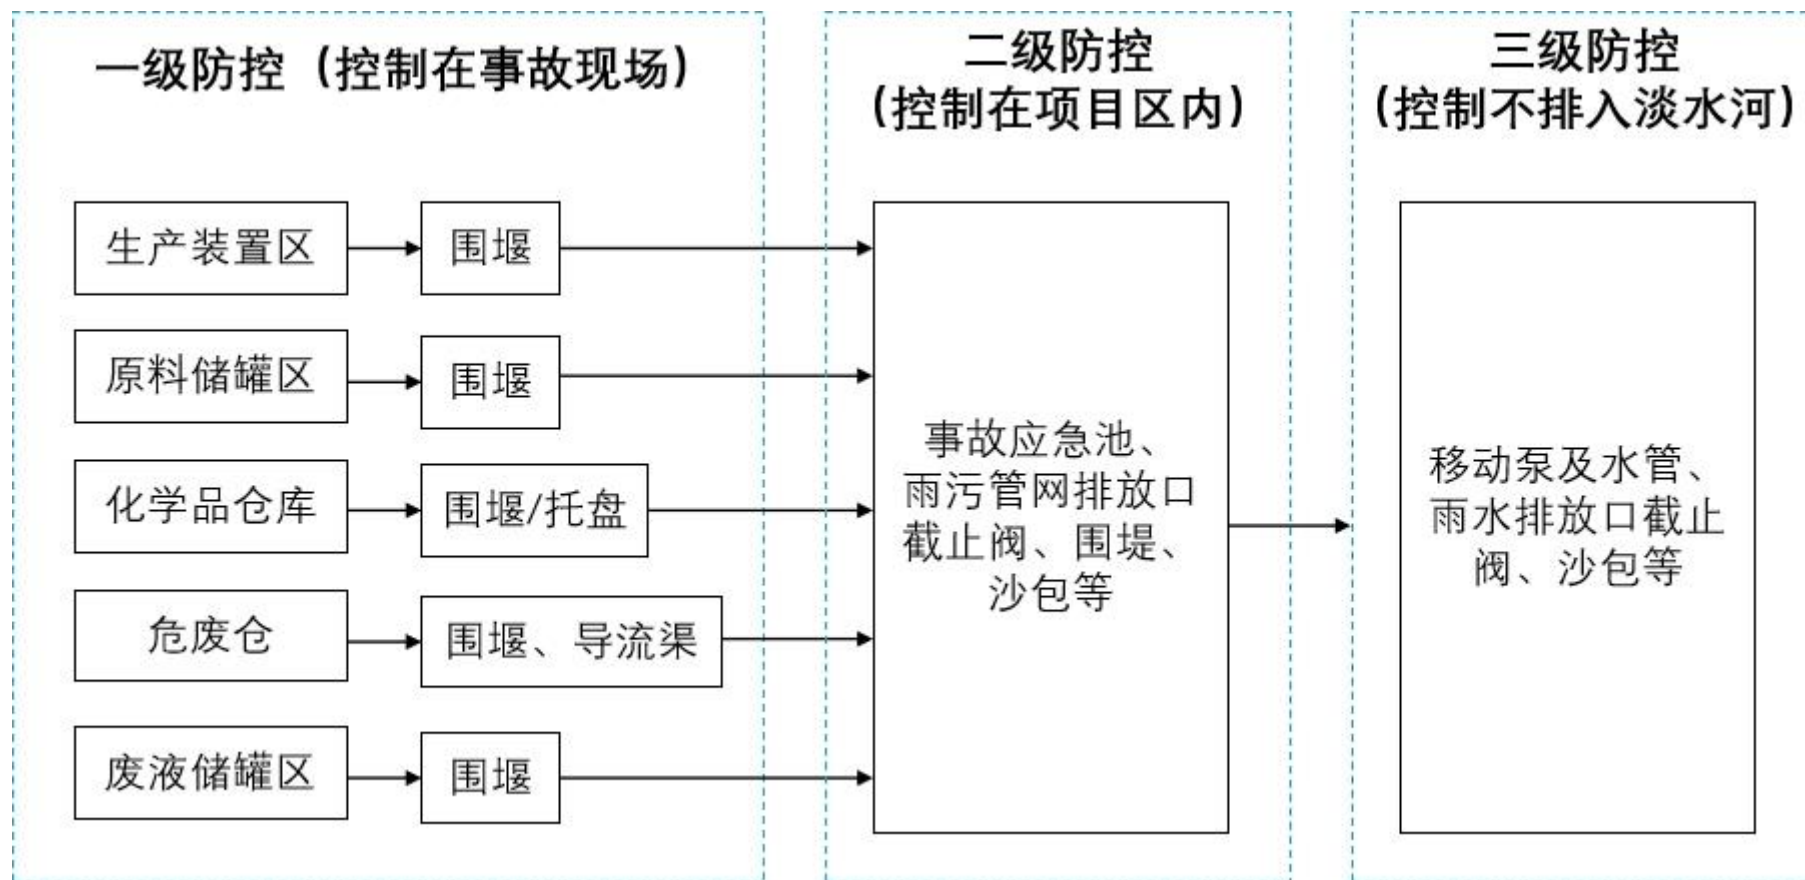 一级防控（控制在事故现场）
生产装置区
围堰
原料储罐区
围堰
化学品仓库
围堰/托盘
危废仓
围堰、导流渠
废液储罐区
围堰
二级防控
（控制在项目区内）
事故应急池、
雨污管网排放口
截止阀、围堤、
沙包等
三级防控
（控制不排入淡水河）
移动泵及水管、
雨水排放口截止
阀、沙包等